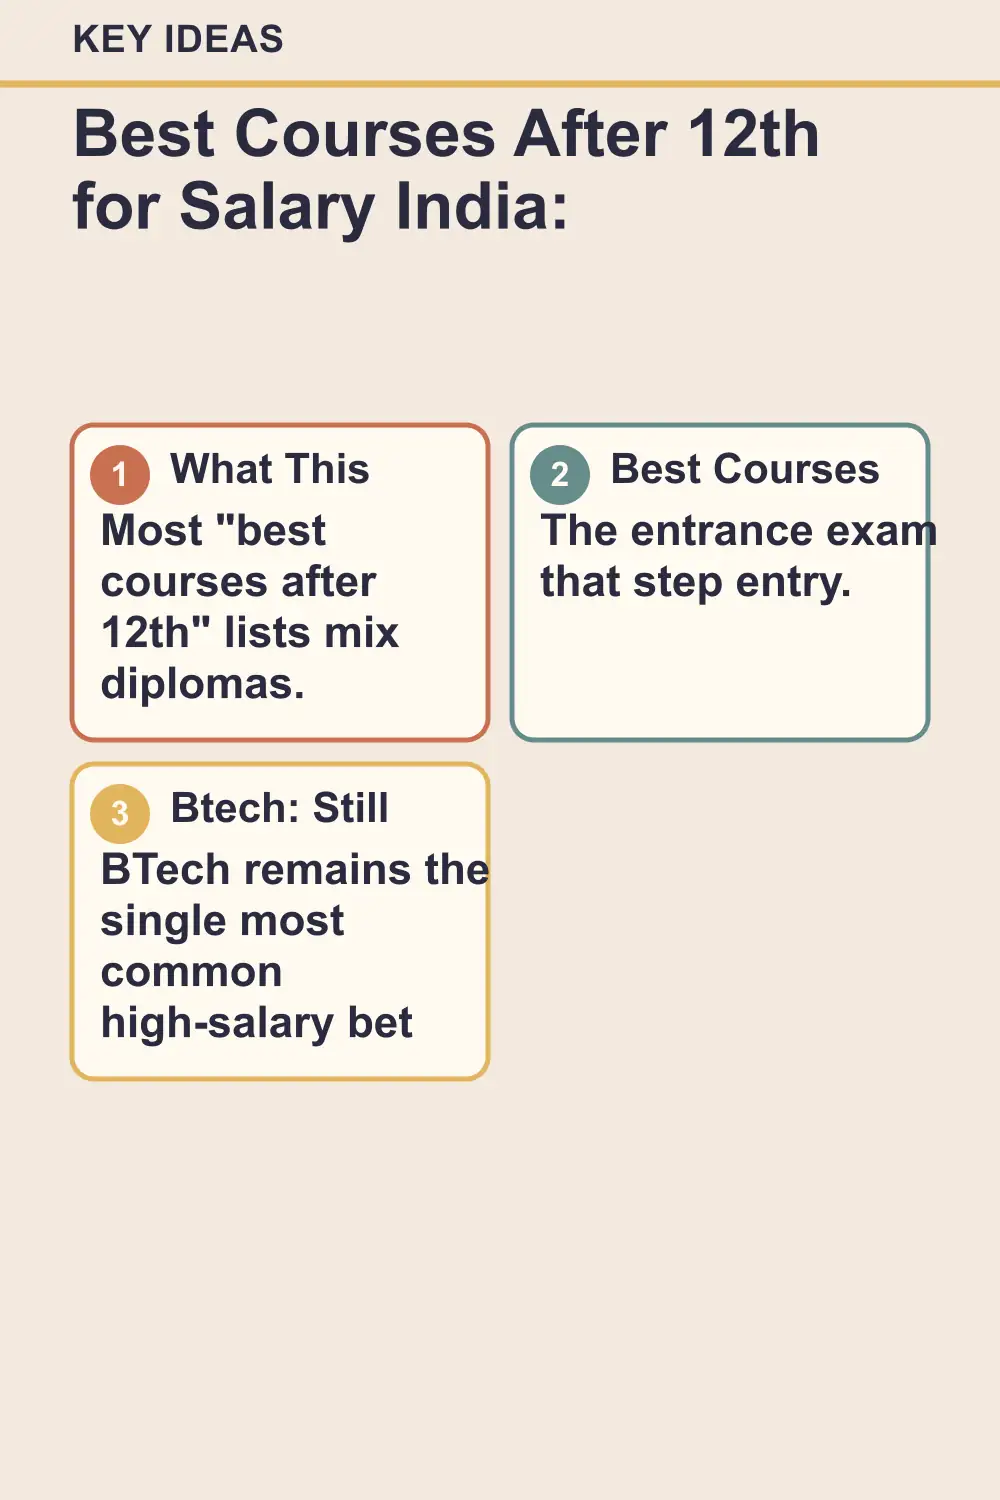 KEY IDEAS
Best Courses After 12th
for Salary India:
1 What This
Most "best
courses after
12th" lists mix
diplomas.
2 Best Courses
The entrance exam
that step entry.
3 Btech: Still
BTech remains the
single most
common
high-salary bet